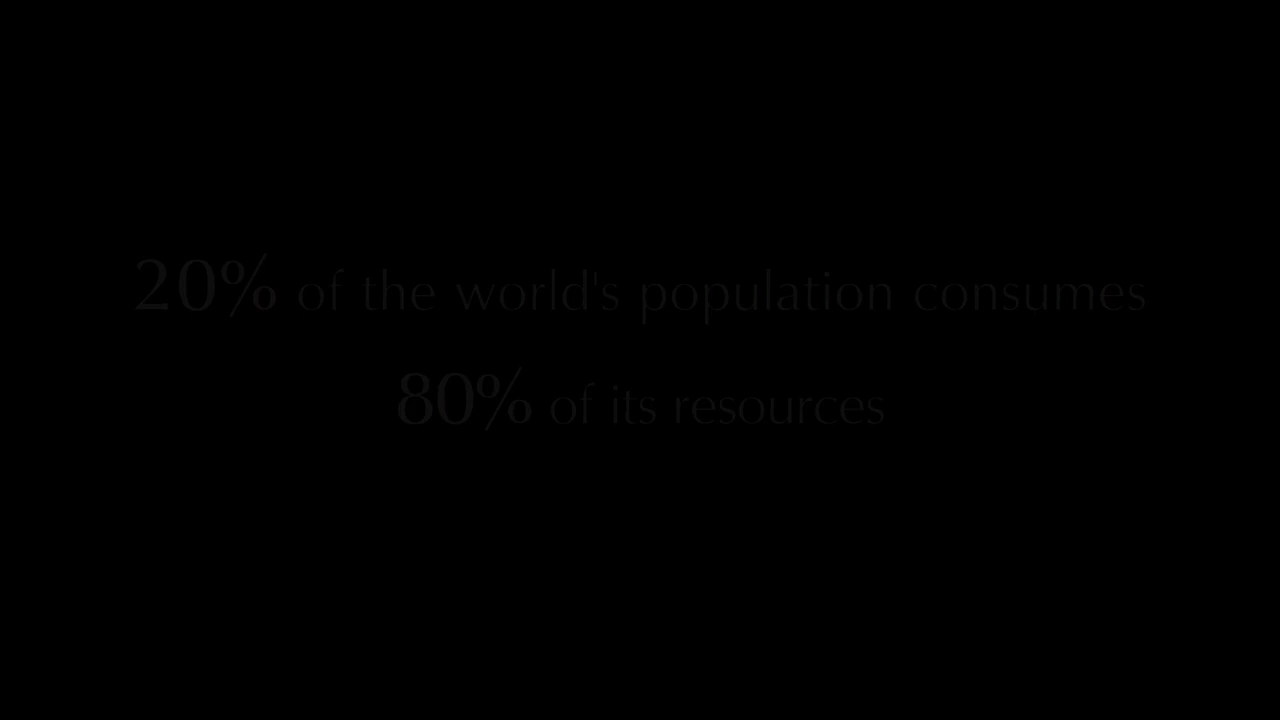 20% of the world's population consumes
80% of its resources